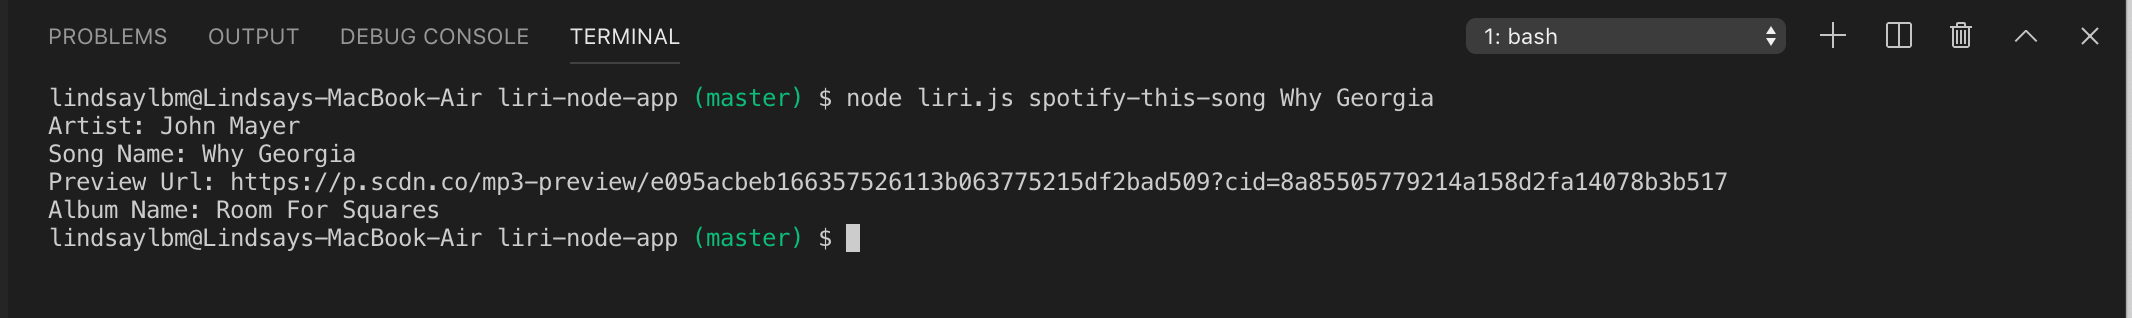 PROBLEMS OUTPUT DEBUG CONSOLE TERMINAL 1: bash
lindsaylbm@Lindsays-MacBook-Air liri-node-app (master) $ node liri.js spotify-this-song Why Georgia
Artist: John Mayer
Song Name: Why Georgia
Preview Url: https://p.scdn.co/mp3-preview/e095acbeb166357526113b063775215df2bad509?cid=8a85505779214a158d2fa14078b3b517
Album Name: Room For Squares
lindsaylbm@Lindsays-MacBook-Air liri-node-app (master) $